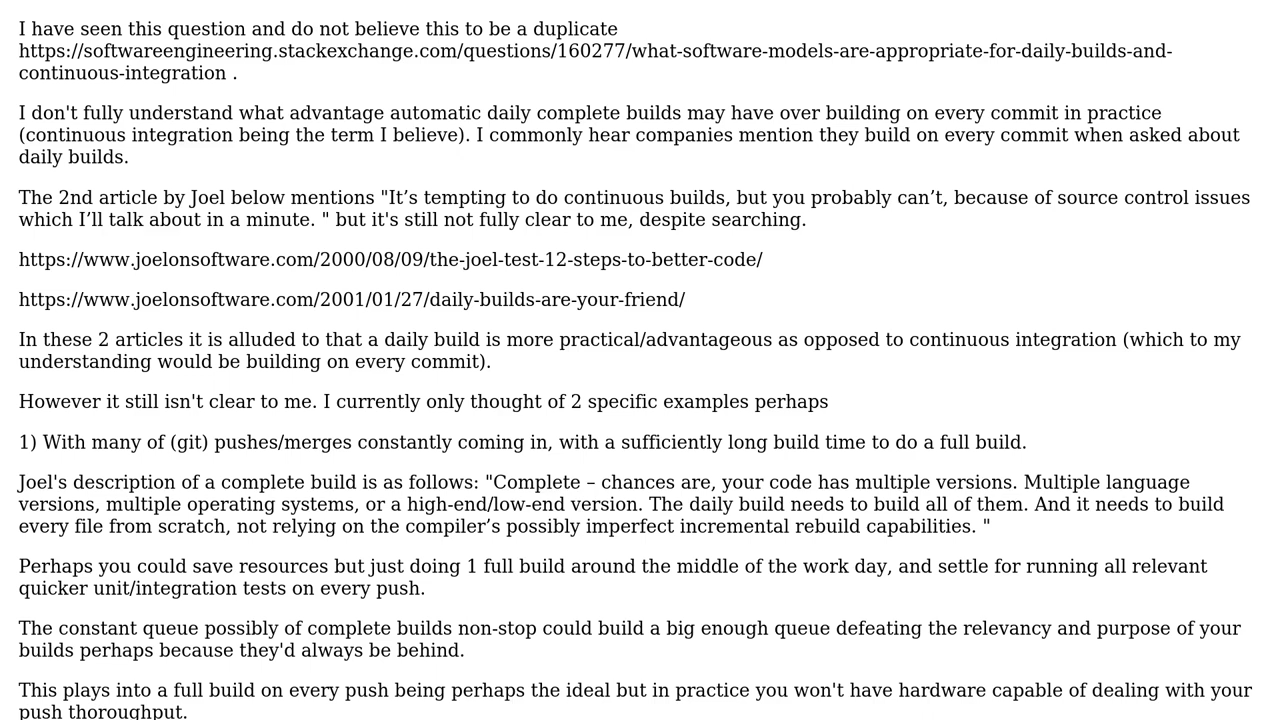 I have seen this question and do not believe this to be a duplicate
https://softwareengineering.stackexchange.com/questions/160277/what-software-models-are-appropriate-for-daily-builds-and-
continuous-integration .
I don't fully understand what advantage automatic daily complete builds may have over building on every commit in practice
(continuous integration being the term I believe). I commonly hear companies mention they build on every commit when asked about
daily builds.
The 2nd article by Joel below mentions "It’s tempting to do continuous builds, but you probably can’t, because of source control issues
which I’ll talk about in a minute. " but it's still not fully clear to me, despite searching.
https://www.joelonsoftware.com/2000/08/09/the-joel-test-12-steps-to-better-code/
https://www.joelonsoftware.com/2001/01/27/daily-builds-are-your-friend/
In these 2 articles it is alluded to that a daily build is more practical/advantageous as opposed to continuous integration (which to my
understanding would be building on every commit).
However it still isn't clear to me. I currently only thought of 2 specific examples perhaps
1) With many of (git) pushes/merges constantly coming in, with a sufficiently long build time to do a full build.
Joel's description of a complete build is as follows: "Complete – chances are, your code has multiple versions. Multiple language
versions, multiple operating systems, or a high-end/low-end version. The daily build needs to build all of them. And it needs to build
every file from scratch, not relying on the compiler’s possibly imperfect incremental rebuild capabilities. "
Perhaps you could save resources but just doing 1 full build around the middle of the work day, and settle for running all relevant
quicker unit/integration tests on every push.
The constant queue possibly of complete builds non-stop could build a big enough queue defeating the relevancy and purpose of your
builds perhaps because they'd always be behind.
This plays into a full build on every push being perhaps the ideal but in practice you won't have hardware capable of dealing with your
push thoroughput.